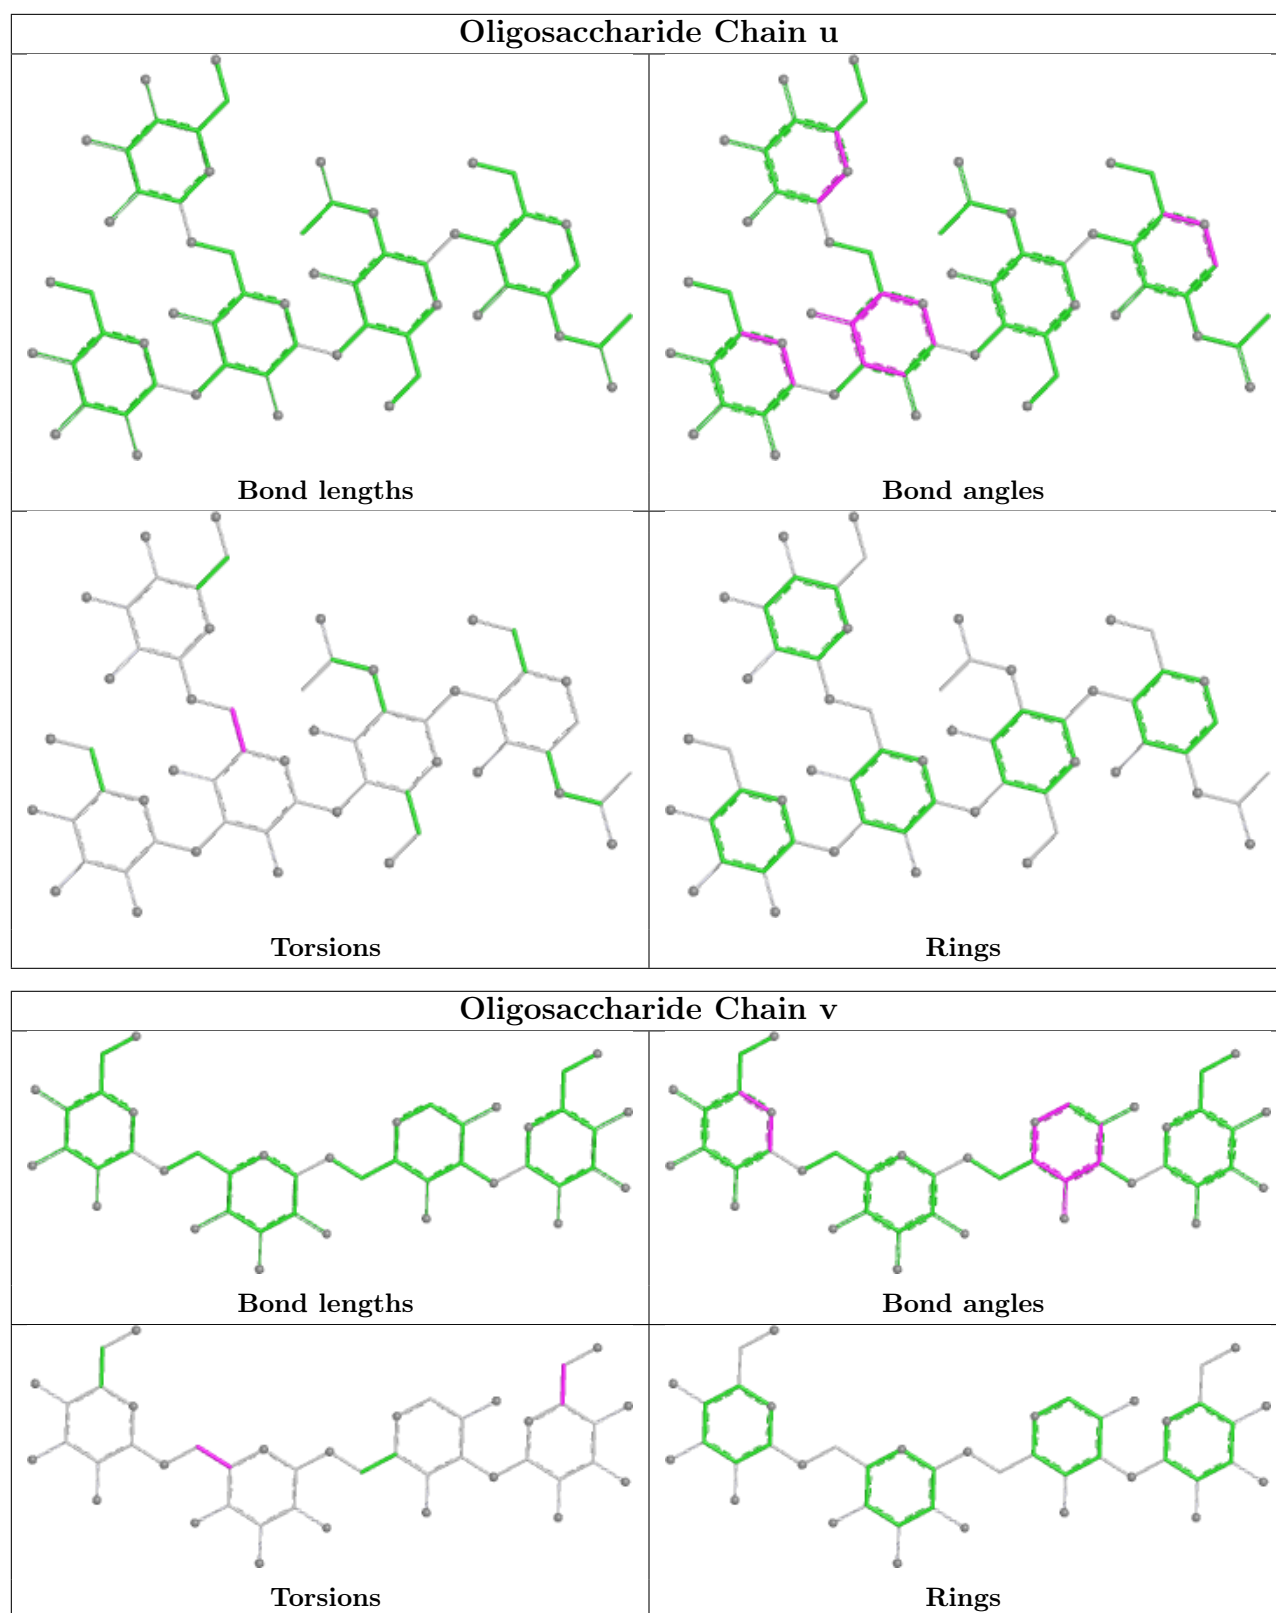 Oligosaccharide Chain u
Bond lengths
Bond angles
Torsions
Rings
Oligosaccharide Chain v
Bond lengths
Bond angles
Torsions
Rings